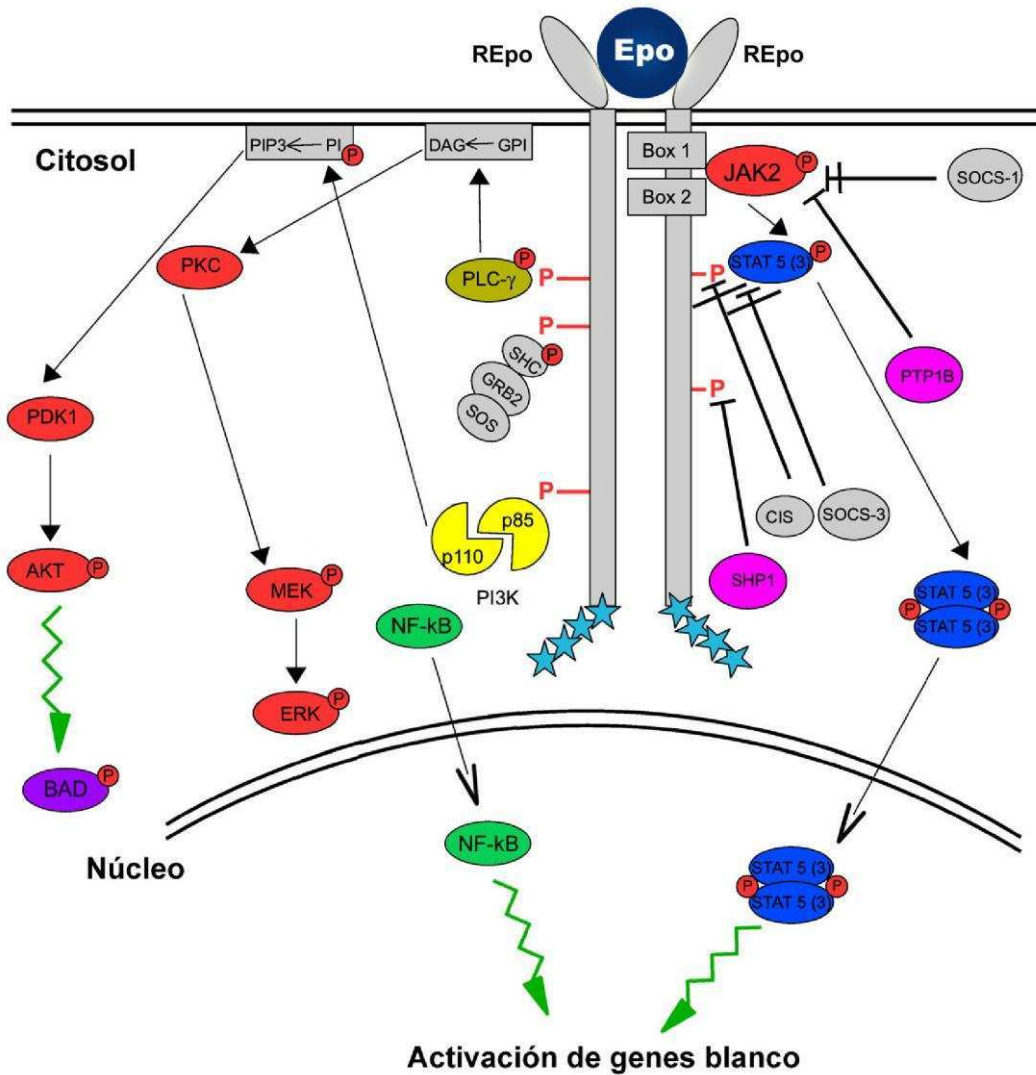 Epo
REpo
REpo
Citosol
PIP3 ← PI
P
DAG ← GPI
Box 1
Box 2
JAK2
P
SOCS-1
PKC
PLC-γ
P
P
P
STAT 5 (3)
P
P
SHC
P
GRB2
SOS
PTP1B
PDK1
P
P
p85
p110
PI3K
CIS
SOCS-3
SHP1
AKT
P
MEK
P
NF-kB
STAT 5 (3)
P
P
STAT 5 (3)
ERK
P
BAD
P
Núcleo
NF-kB
STAT 5 (3)
P
P
STAT 5 (3)
Activación de genes blanco